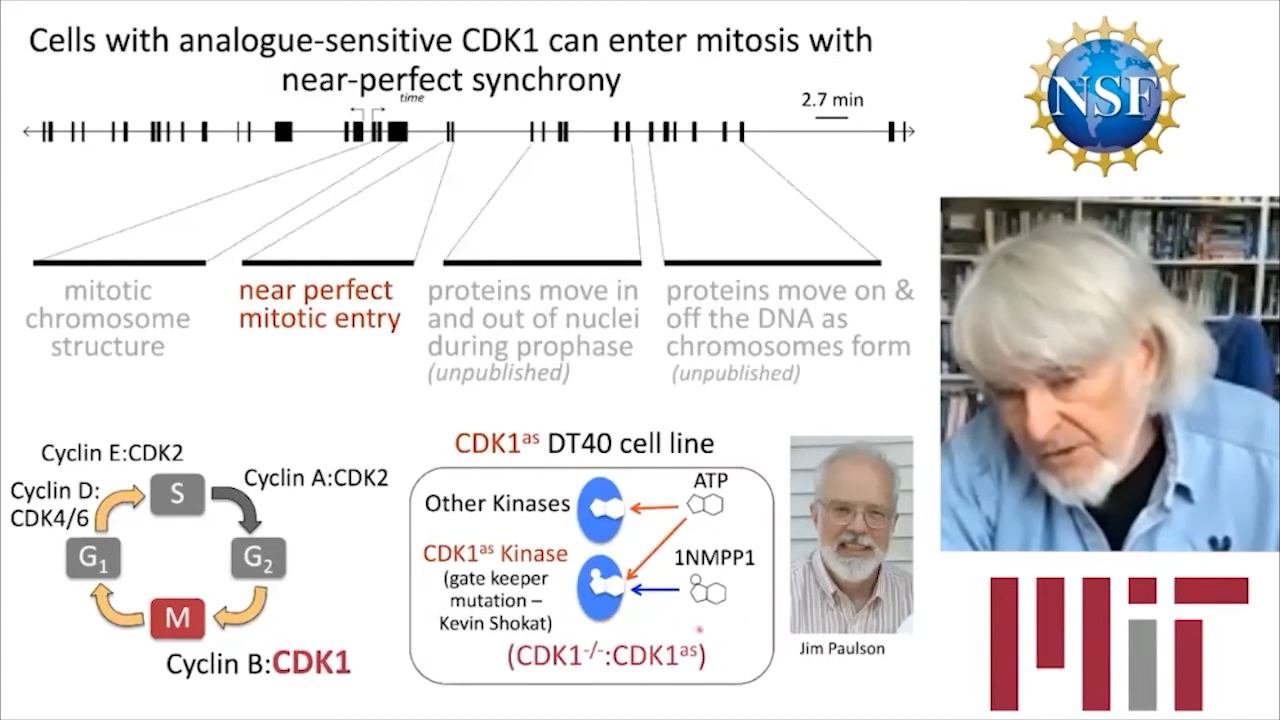 Cells with analogue-sensitive CDK1 can enter mitosis with
near-perfect synchrony
time
2.7 min
NSF
mitotic
chromosome
structure
near perfect
mitotic entry
proteins move in
and out of nuclei
during prophase
(unpublished)
proteins move on &
off the DNA as
chromosomes form
(unpublished)
Cyclin E:CDK2
Cyclin A:CDK2
Cyclin D:
CDK4/6
S
G1
G2
M
Cyclin B:CDK1
CDK1as DT40 cell line
Other Kinases
ATP
CDK1as Kinase
(gate keeper
mutation –
Kevin Shokat)
1NMPP1
(CDK1-/-:CDK1as)
Jim Paulson
MIT